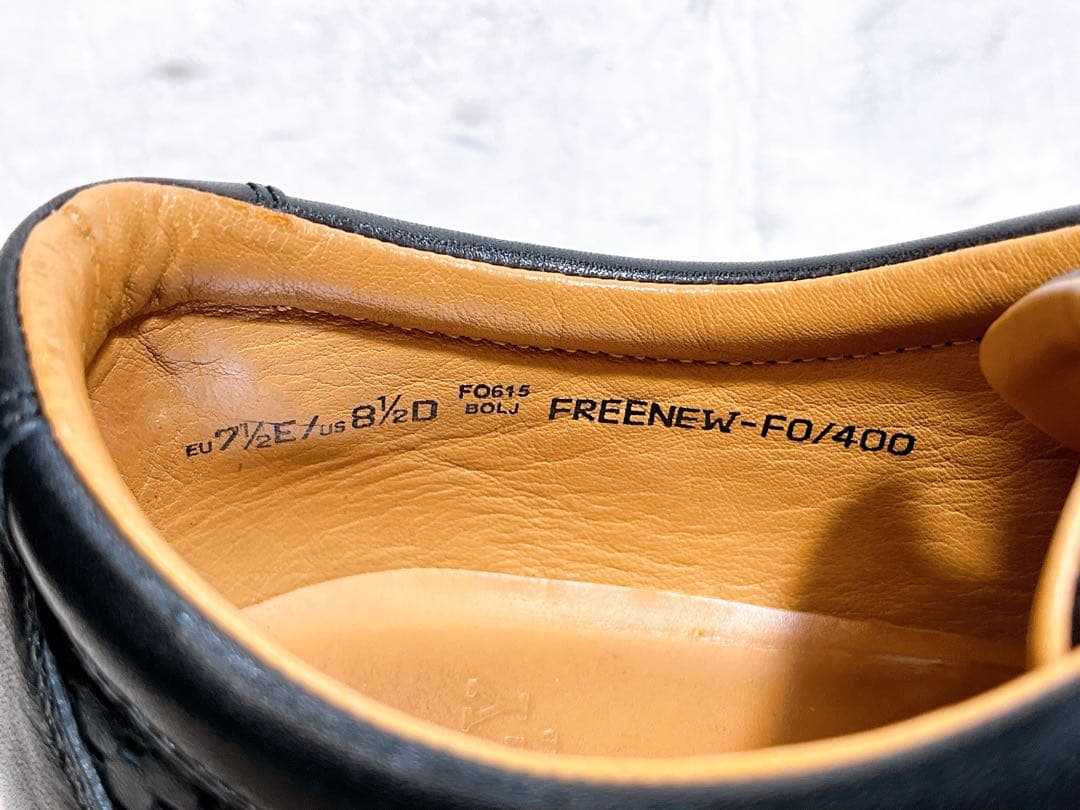 EU 7½E/US 8½D
FO615
BOLJ
FREENEW-FO/400